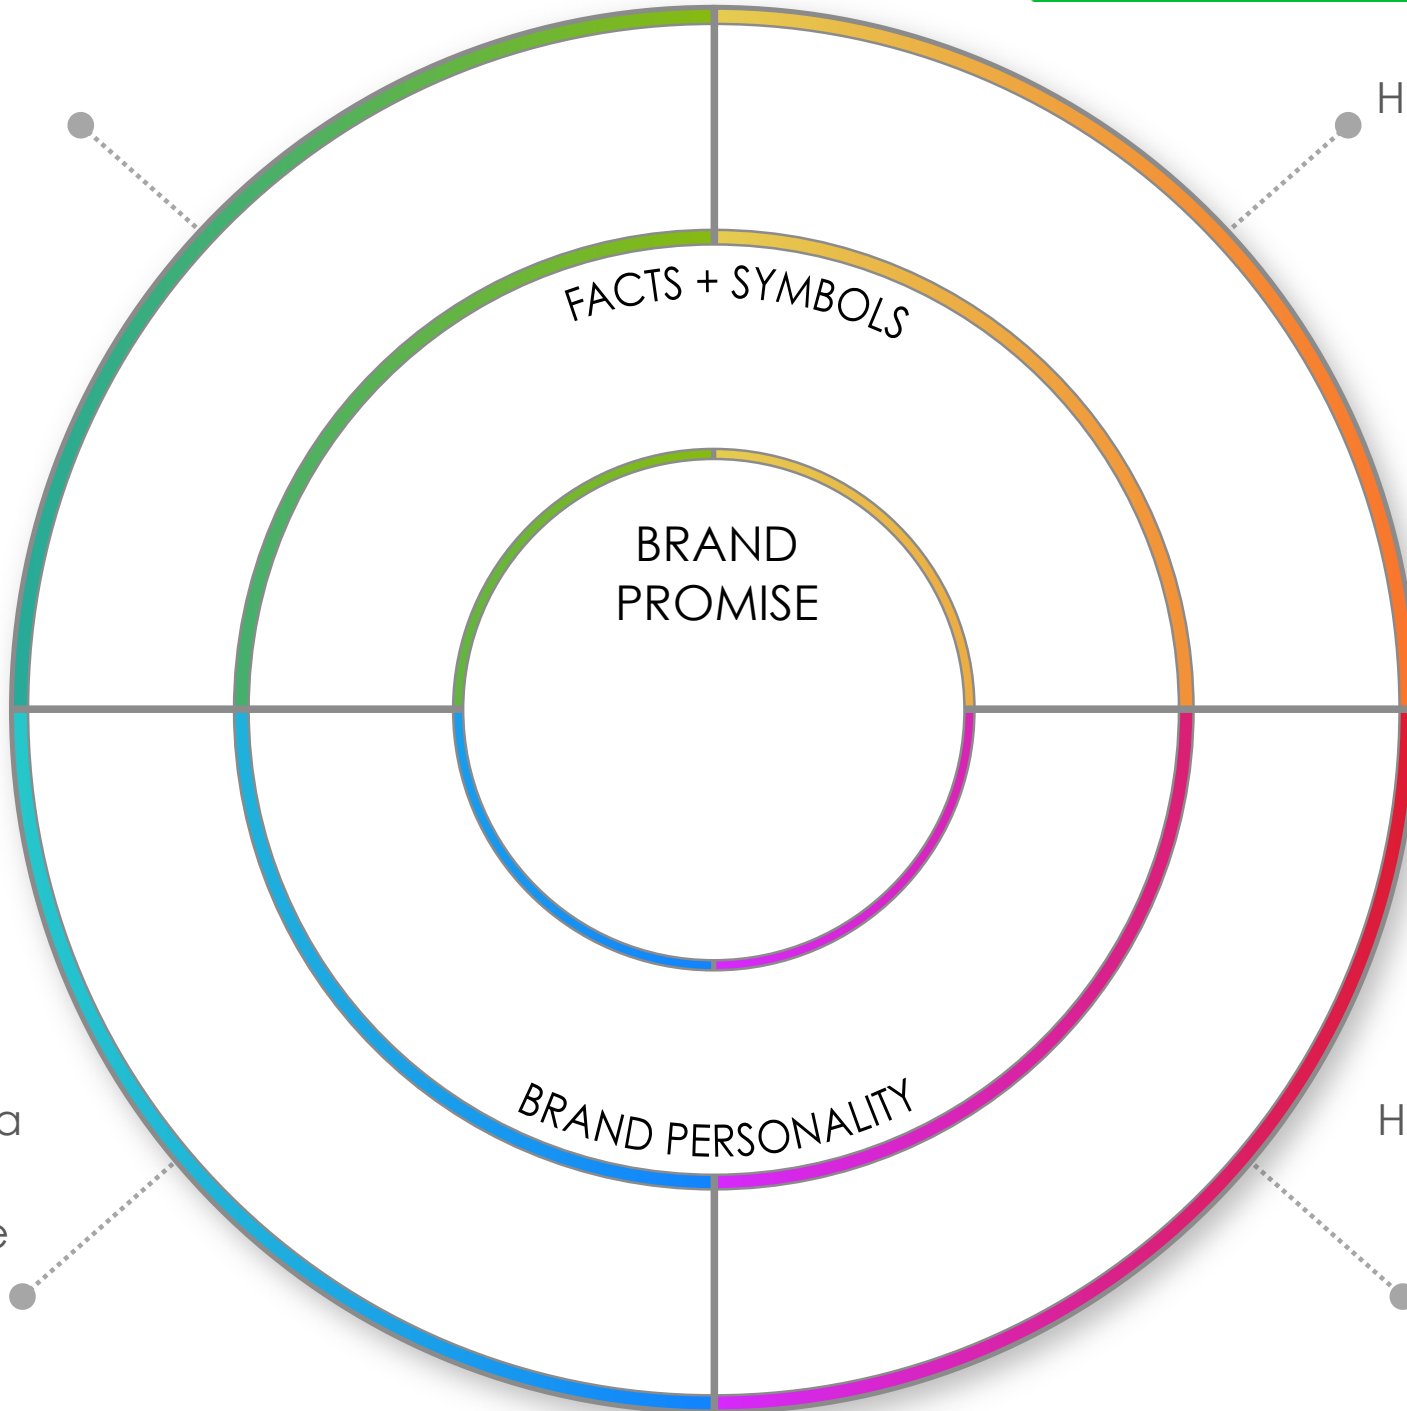 H
FACTS + SYMBOLS
BRAND
PROMISE
BRAND PERSONALITY
a
H
e